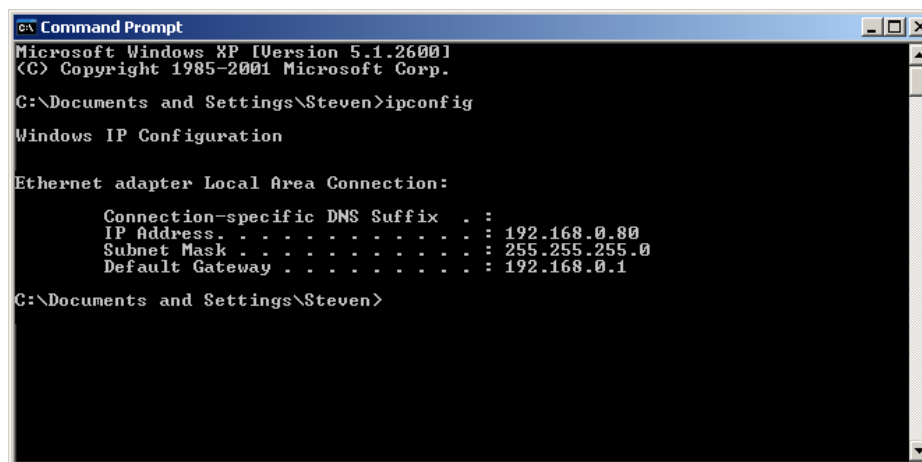 Command Prompt
Microsoft Windows XP [Version 5.1.2600]
(C) Copyright 1985-2001 Microsoft Corp.
C:\Documents and Settings\Steven>ipconfig
Windows IP Configuration
Ethernet adapter Local Area Connection:
Connection-specific DNS Suffix . :
IP Address. . . . . . . . . . . . : 192.168.0.80
Subnet Mask . . . . . . . . . . . : 255.255.255.0
Default Gateway . . . . . . . . . : 192.168.0.1
C:\Documents and Settings\Steven>